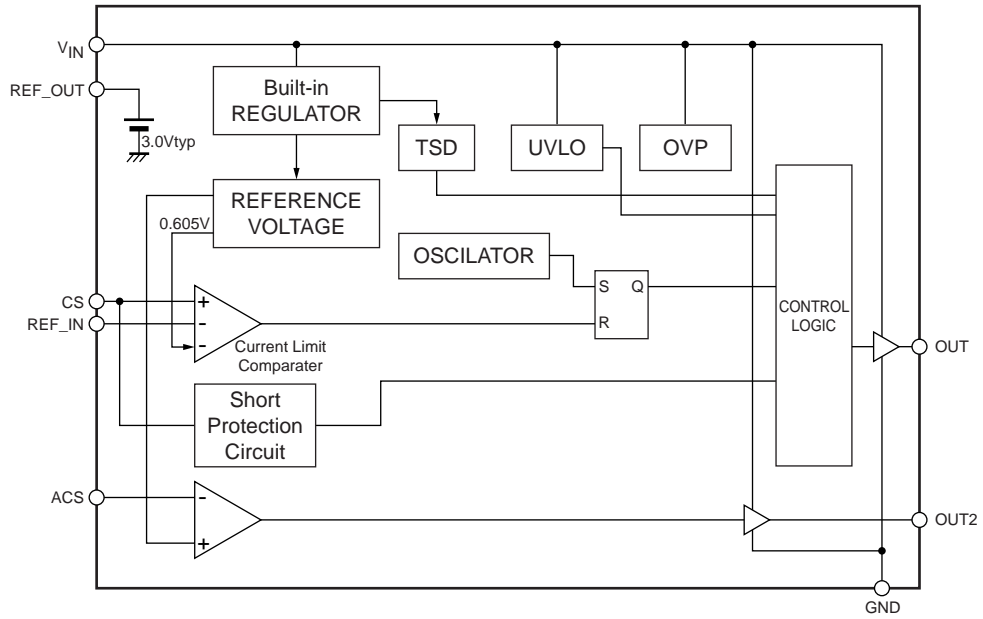 VIN
REF_OUT
3.0Vtyp
Built-in
REGULATOR
TSD
UVLO
OVP
REFERENCE
VOLTAGE
0.605V
OSCILATOR
S Q
R
CONTROL
LOGIC
CS
REF_IN
+
-
-
Current Limit
Comparater
OUT
Short
Protection
Circuit
ACS
-
+
OUT2
GND